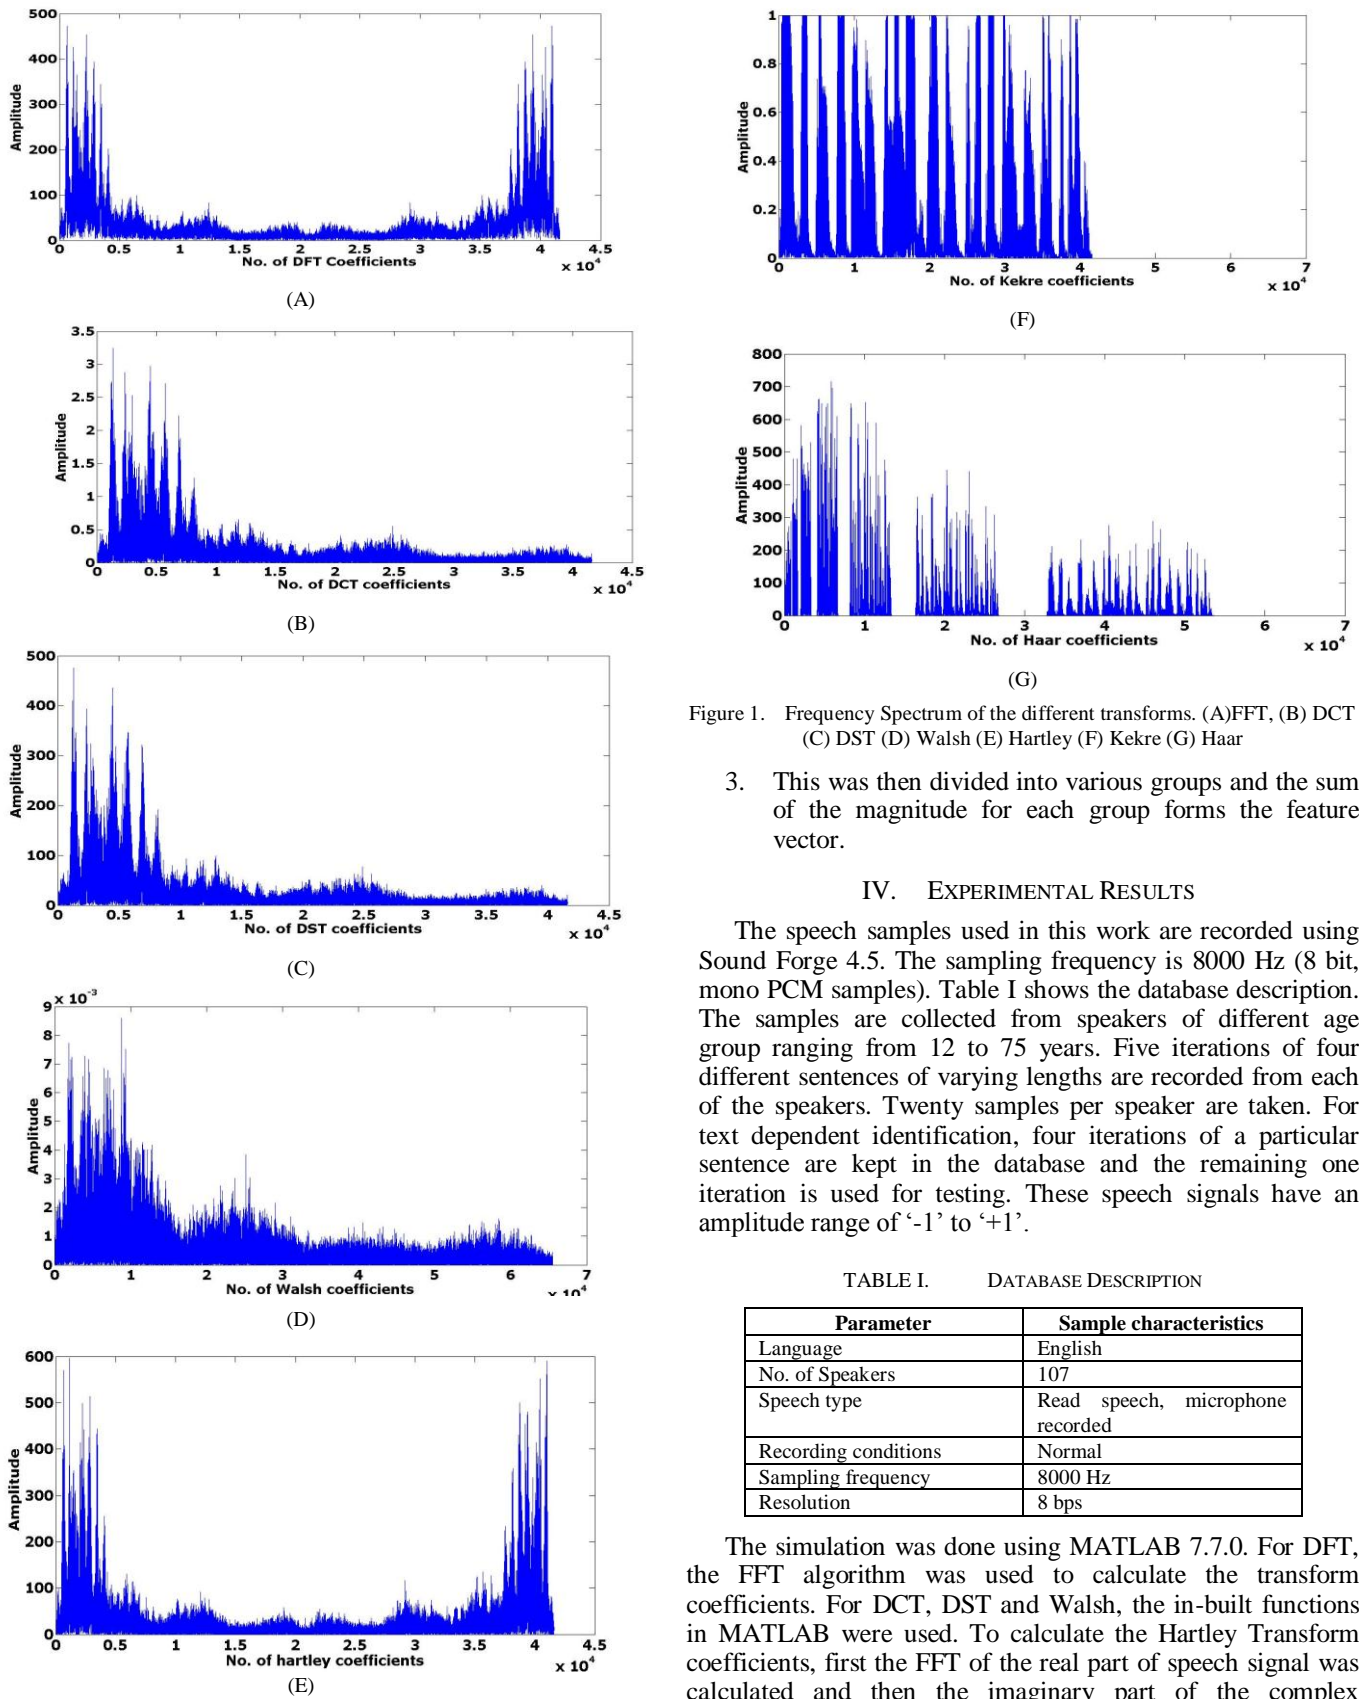 500
400
300
200
100
0
Amplitude
0 0.5 1 1.5 2 2.5 3 3.5 4 4.5
No. of DFT Coefficients
x 10^4
(A)
3.5
3
2.5
2
1.5
1
0.5
0
Amplitude
0 0.5 1 1.5 2 2.5 3 3.5 4 4.5
No. of DCT coefficients
x 10^4
(B)
500
400
300
200
100
0
Amplitude
0 0.5 1 1.5 2 2.5 3 3.5 4 4.5
No. of DST coefficients
x 10^4
(C)
9 x 10^-3
8
7
6
5
4
3
2
1
0
Amplitude
0 1 2 3 4 5 6 7
No. of Walsh coefficients
x 10^4
(D)
600
500
400
300
200
100
0
Amplitude
0 0.5 1 1.5 2 2.5 3 3.5 4 4.5
No. of hartley coefficients
x 10^4
(E)
1
0.8
0.6
0.4
0.2
0
Amplitude
0 1 2 3 4 5 6 7
No. of Kekre coefficients
x 10^4
(F)
800
700
600
500
400
300
200
100
0
Amplitude
0 1 2 3 4 5 6 7
No. of Haar coefficients
x 10^4
(G)
Figure 1. Frequency Spectrum of the different transforms. (A)FFT, (B) DCT
(C) DST (D) Walsh (E) Hartley (F) Kekre (G) Haar
3. This was then divided into various groups and the sum
of the magnitude for each group forms the feature
vector.
IV. EXPERIMENTAL RESULTS
The speech samples used in this work are recorded using
Sound Forge 4.5. The sampling frequency is 8000 Hz (8 bit,
mono PCM samples). Table I shows the database description.
The samples are collected from speakers of different age
group ranging from 12 to 75 years. Five iterations of four
different sentences of varying lengths are recorded from each
of the speakers. Twenty samples per speaker are taken. For
text dependent identification, four iterations of a particular
sentence are kept in the database and the remaining one
iteration is used for testing. These speech signals have an
amplitude range of ‘-1’ to ‘+1’.
TABLE I. DATABASE DESCRIPTION
Parameter Sample characteristics
Language English
No. of Speakers 107
Speech type Read speech, microphone
recorded
Recording conditions Normal
Sampling frequency 8000 Hz
Resolution 8 bps
The simulation was done using MATLAB 7.7.0. For DFT,
the FFT algorithm was used to calculate the transform
coefficients. For DCT, DST and Walsh, the in-built functions
in MATLAB were used. To calculate the Hartley Transform
coefficients, first the FFT of the real part of speech signal was
calculated and then the imaginary part of the complex